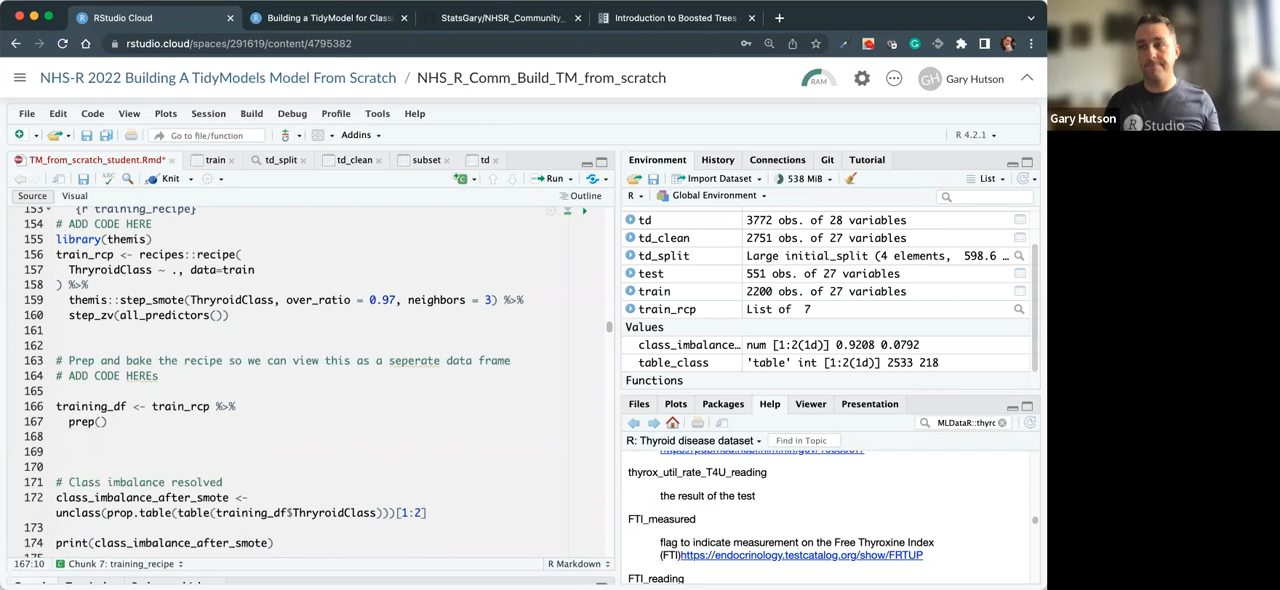 RStudio Cloud
Building a TidyModel for Classi
StatsGary/NHSR_Community_
Introduction to Boosted Trees
rstudio.cloud/spaces/291619/content/4795382
NHS-R 2022 Building A TidyModels Model From Scratch / NHS_R_Comm_Build_TM_from_scratch
RAM
GH Gary Hutson
File Edit Code View Plots Session Build Debug Profile Tools Help
Go to file/function Addins R 4.2.1
TM_from_scratch_student.Rmd* train td_split td_clean subset td
Knit Run
Source Visual Outline
153 {r training_recipe}
154 # ADD CODE HERE
155 library(themis)
156 train_rcp <- recipes::recipe(
157 ThryroidClass ~ ., data=train
158 ) %>%
159 themis::step_smote(ThryroidClass, over_ratio = 0.97, neighbors = 3) %>%
160 step_zv(all_predictors())
161
162
163 # Prep and bake the recipe so we can view this as a seperate data frame
164 # ADD CODE HEREs
165
166 training_df <- train_rcp %>%
167 prep()
168
169
170
171 # Class imbalance resolved
172 class_imbalance_after_smote <-
unclass(prop.table(table(training_df$ThryroidClass)))[1:2]
173
174 print(class_imbalance_after_smote)
175
167:10 Chunk 7: training_recipe R Markdown
Environment History Connections Git Tutorial
Import Dataset 538 MiB List
R Global Environment
td 3772 obs. of 28 variables
td_clean 2751 obs. of 27 variables
td_split Large initial_split (4 elements, 598.6 …
test 551 obs. of 27 variables
train 2200 obs. of 27 variables
train_rcp List of 7
Values
class_imbalance… num [1:2(1d)] 0.9208 0.0792
table_class 'table' int [1:2(1d)] 2533 218
Functions
Files Plots Packages Help Viewer Presentation
MLDataR::thyrc
R: Thyroid disease dataset Find in Topic
thyrox_util_rate_T4U_reading
the result of the test
FTI_measured
flag to indicate measurement on the Free Thyroxine Index
(FTI)https://endocrinology.testcatalog.org/show/FRTUP
FTI_reading
Gary Hutson
R Studio